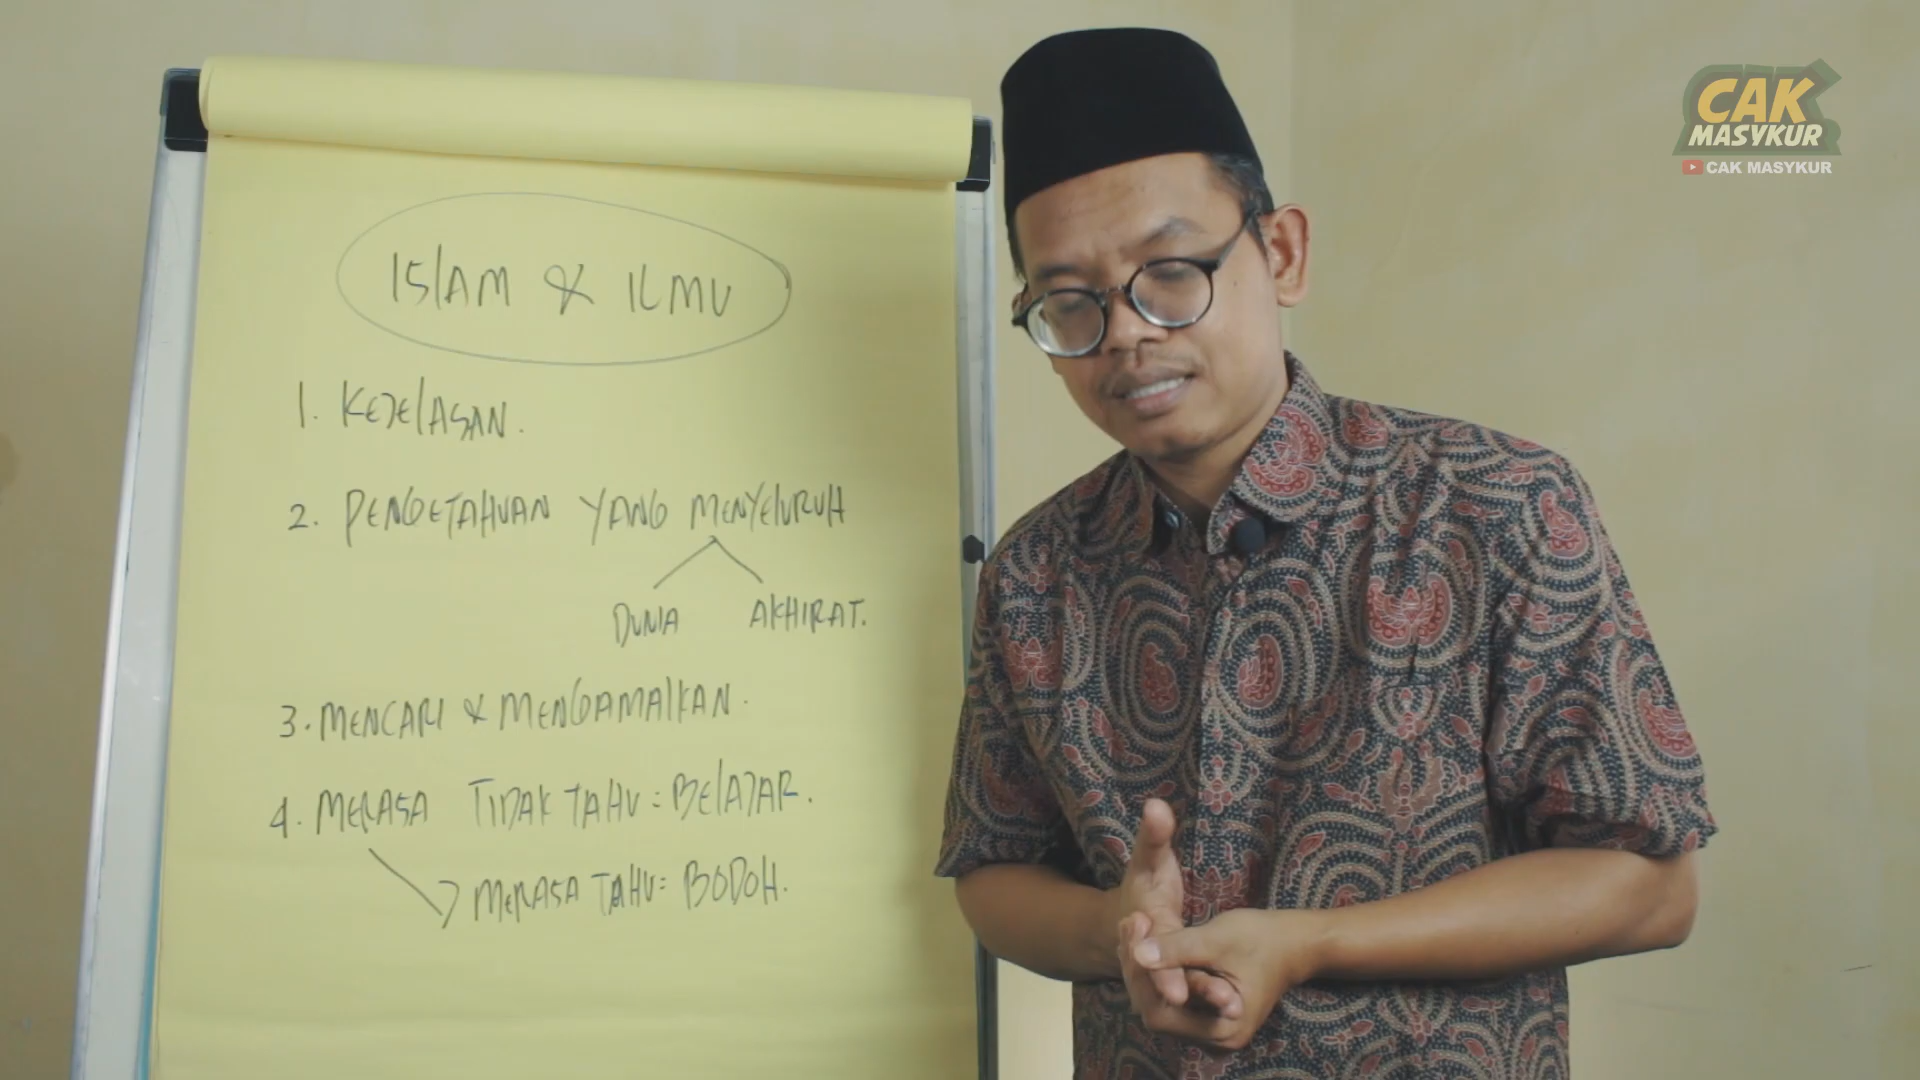 ISLAM & ILMU
1. KEJELASAN.
2. PENGETAHUAN YANG MENYELURUH
DUNIA AKHIRAT.
3. MENCARI & MENGAMALKAN.
4. MERASA TIDAK TAHU = BELAJAR.
MERASA TAHU = BODOH.
CAK
MASYKUR
CAK MASYKUR